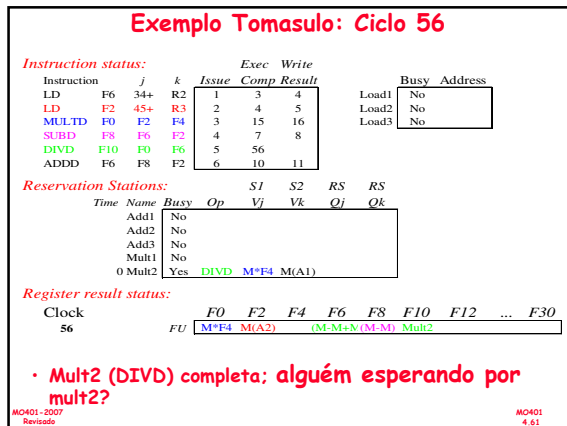 Exemplo Tomasulo: Ciclo 56
Instruction status: Exec Write
Instruction j k Issue Comp Result Busy Address
LD F6 34+ R2 1 3 4 Load1 No
LD F2 45+ R3 2 4 5 Load2 No
MULTD F0 F2 F4 3 15 16 Load3 No
SUBD F8 F6 F2 4 7 8
DIVD F10 F0 F6 5 56
ADDD F6 F8 F2 6 10 11
Reservation Stations: S1 S2 RS RS
Time Name Busy Op Vj Vk Qj Qk
Add1 No
Add2 No
Add3 No
Mult1 No
0 Mult2 Yes DIVD M*F4 M(A1)
Register result status:
Clock F0 F2 F4 F6 F8 F10 F12 ... F30
56 FU M*F4 M(A2) (M-M+M (M-M) Mult2
• Mult2 (DIVD) completa; alguém esperando por
mult2?
MO401-2007 MO401
Revisado 4.61